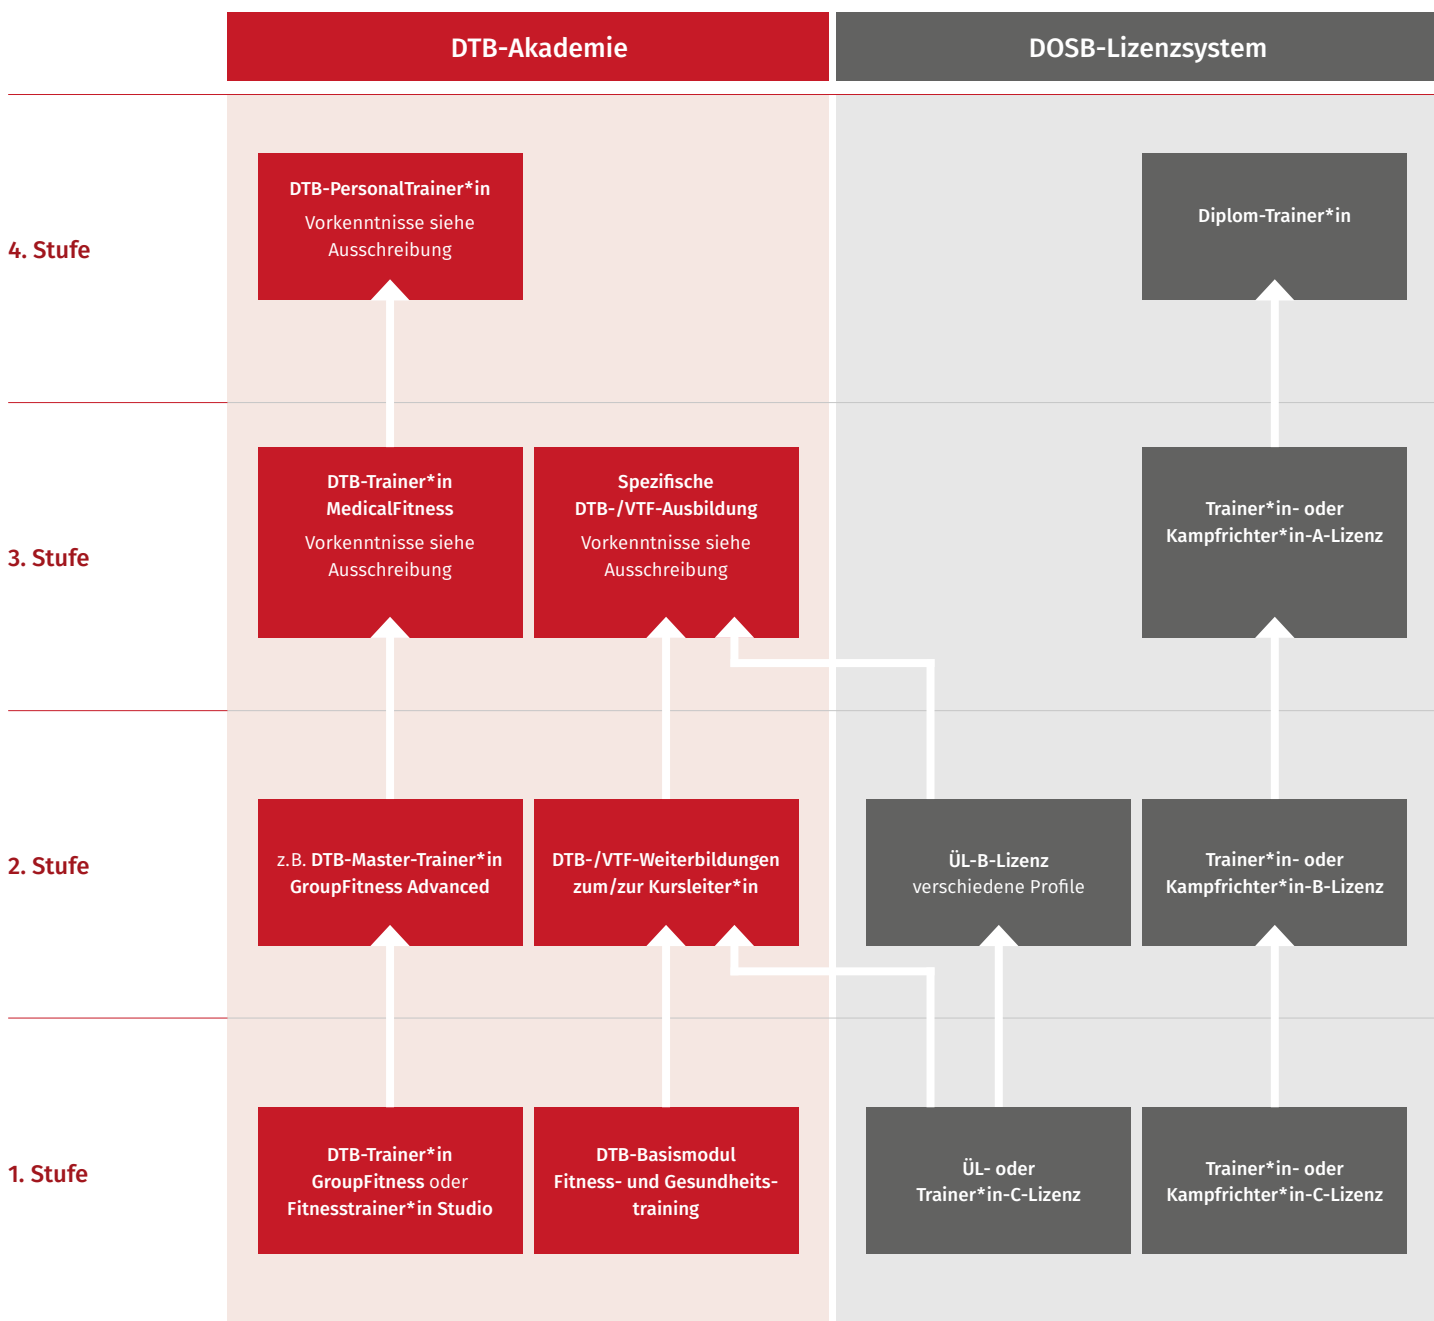 DTB-Akademie
DOSB-Lizenzsystem
4. Stufe
DTB-PersonalTrainer*in
Vorkenntnisse siehe
Ausschreibung
Diplom-Trainer*in
3. Stufe
DTB-Trainer*in
MedicalFitness
Vorkenntnisse siehe
Ausschreibung
Spezifische
DTB-/VTF-Ausbildung
Vorkenntnisse siehe
Ausschreibung
Trainer*in- oder
Kampfrichter*in-A-Lizenz
2. Stufe
z.B. DTB-Master-Trainer*in
GroupFitness Advanced
DTB-/VTF-Weiterbildungen
zum/zur Kursleiter*in
ÜL-B-Lizenz
verschiedene Profile
Trainer*in- oder
Kampfrichter*in-B-Lizenz
1. Stufe
DTB-Trainer*in
GroupFitness oder
Fitnesstrainer*in Studio
DTB-Basismodul
Fitness- und Gesundheits-
training
ÜL- oder
Trainer*in-C-Lizenz
Trainer*in- oder
Kampfrichter*in-C-Lizenz